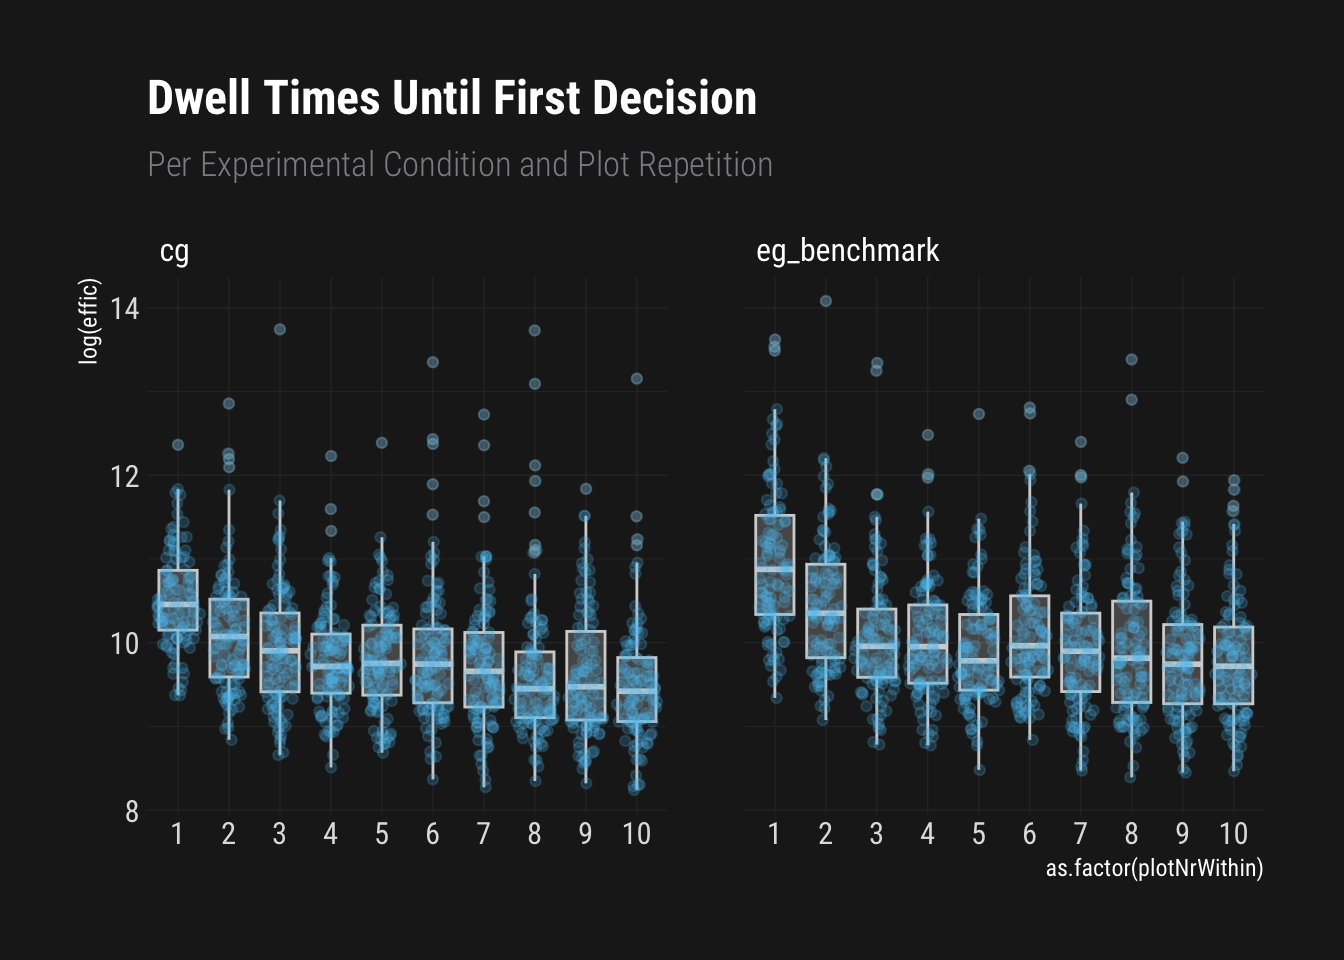 Dwell Times Until First Decision
Per Experimental Condition and Plot Repetition
cg
eg_benchmark
log(effic)
14
12
10
8
1 2 3 4 5 6 7 8 9 10
1 2 3 4 5 6 7 8 9 10
as.factor(plotNrWithin)